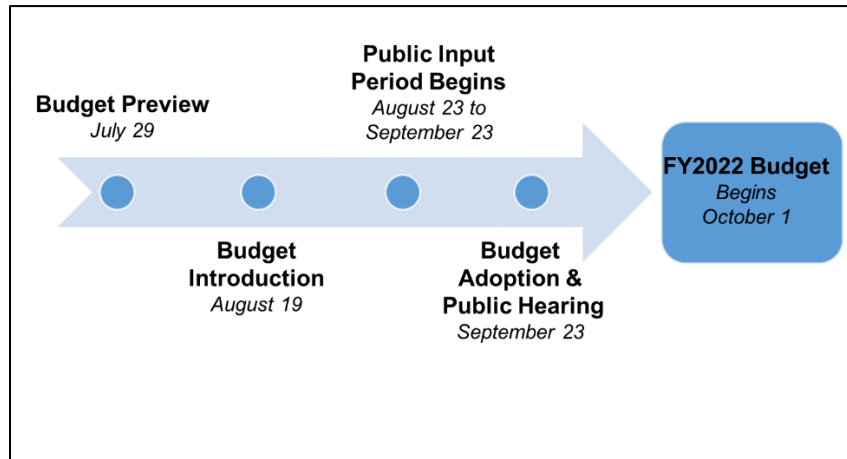 Budget Preview
July 29
Budget
Introduction
August 19
Public Input
Period Begins
August 23 to
September 23
Budget
Adoption &
Public Hearing
September 23
FY2022 Budget
Begins
October 1